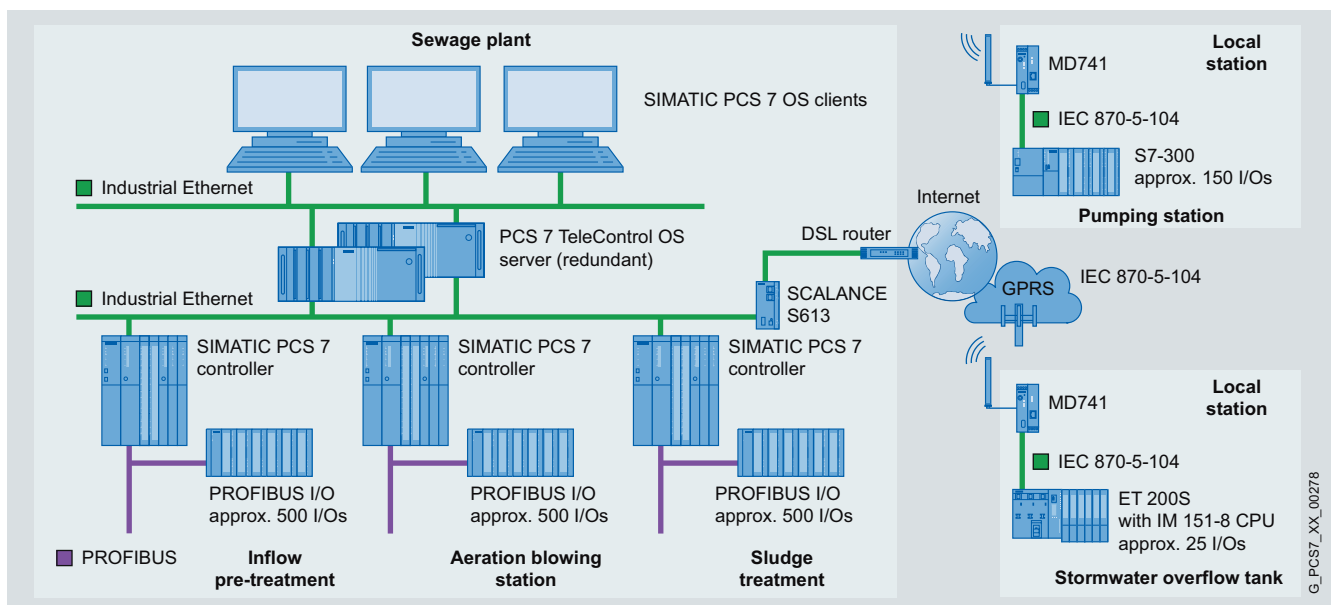 Sewage plant
SIMATIC PCS 7 OS clients
Industrial Ethernet
PCS 7 TeleControl OS
server (redundant)
Industrial Ethernet
SIMATIC PCS 7
controller
SIMATIC PCS 7
controller
SIMATIC PCS 7
controller
SCALANCE
S613
DSL router
Internet
GPRS
IEC 870-5-104
PROFIBUS I/O
approx. 500 I/Os
PROFIBUS I/O
approx. 500 I/Os
PROFIBUS I/O
approx. 500 I/Os
PROFIBUS
Inflow
pre-treatment
Aeration blowing
station
Sludge
treatment
Local
station
MD741
IEC 870-5-104
S7-300
approx. 150 I/Os
Pumping station
Local
station
MD741
IEC 870-5-104
ET 200S
with IM 151-8 CPU
approx. 25 I/Os
Stormwater overflow tank
G_PCS7_XX_00278